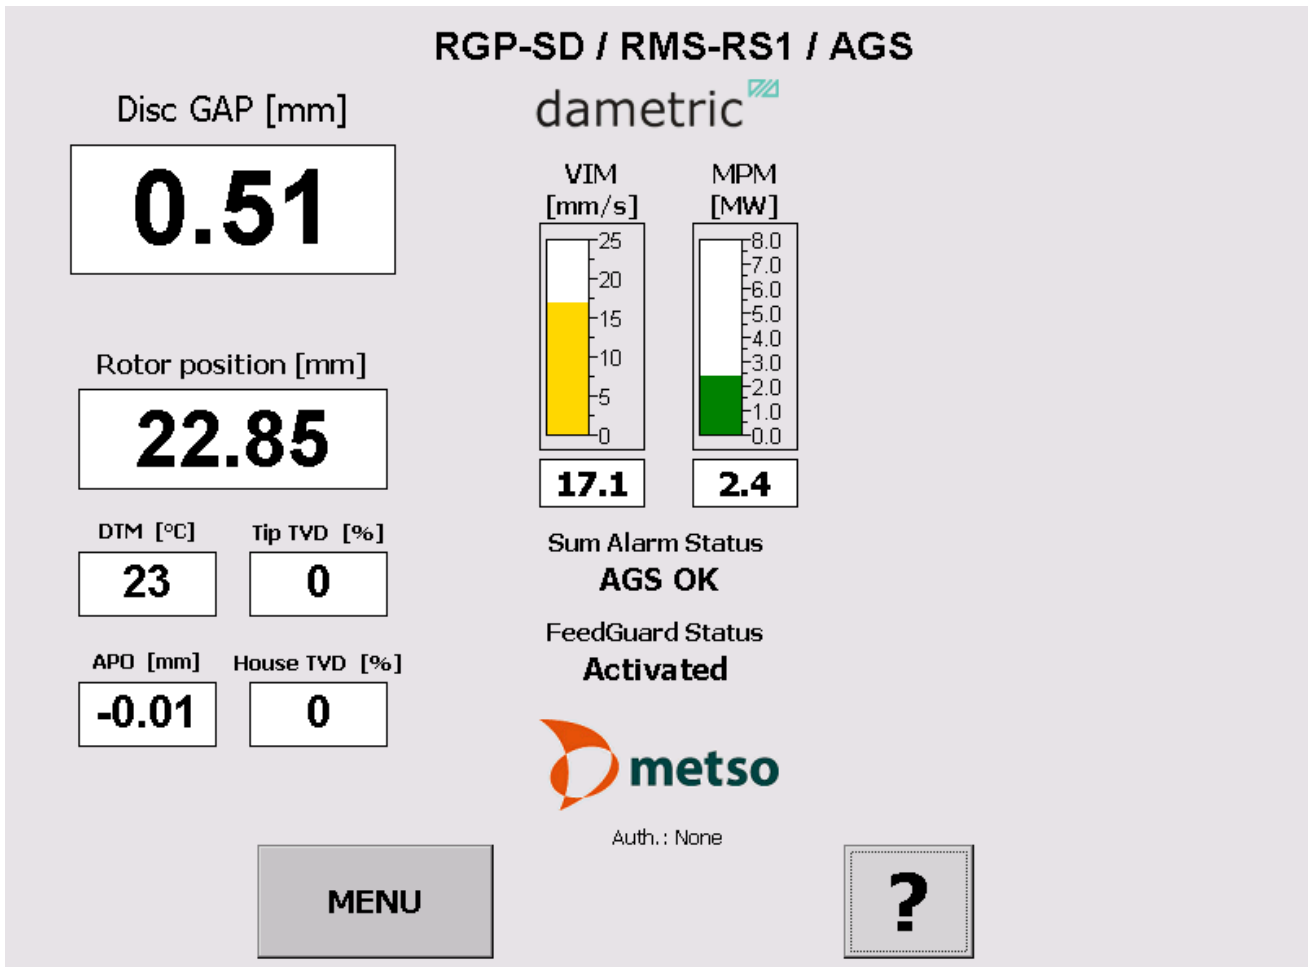 RGP-SD / RMS-RS1 / AGS
Disc GAP [mm]
0.51
dametric
VIM
[mm/s]
25
20
15
10
5
0
17.1
MPM
[MW]
8.0
7.0
6.0
5.0
4.0
3.0
2.0
1.0
0.0
2.4
Rotor position [mm]
22.85
DTM [°C]
23
Tip TVD [%]
0
APO [mm]
-0.01
House TVD [%]
0
Sum Alarm Status
AGS OK
FeedGuard Status
Activated
metso
Auth.: None
MENU
?